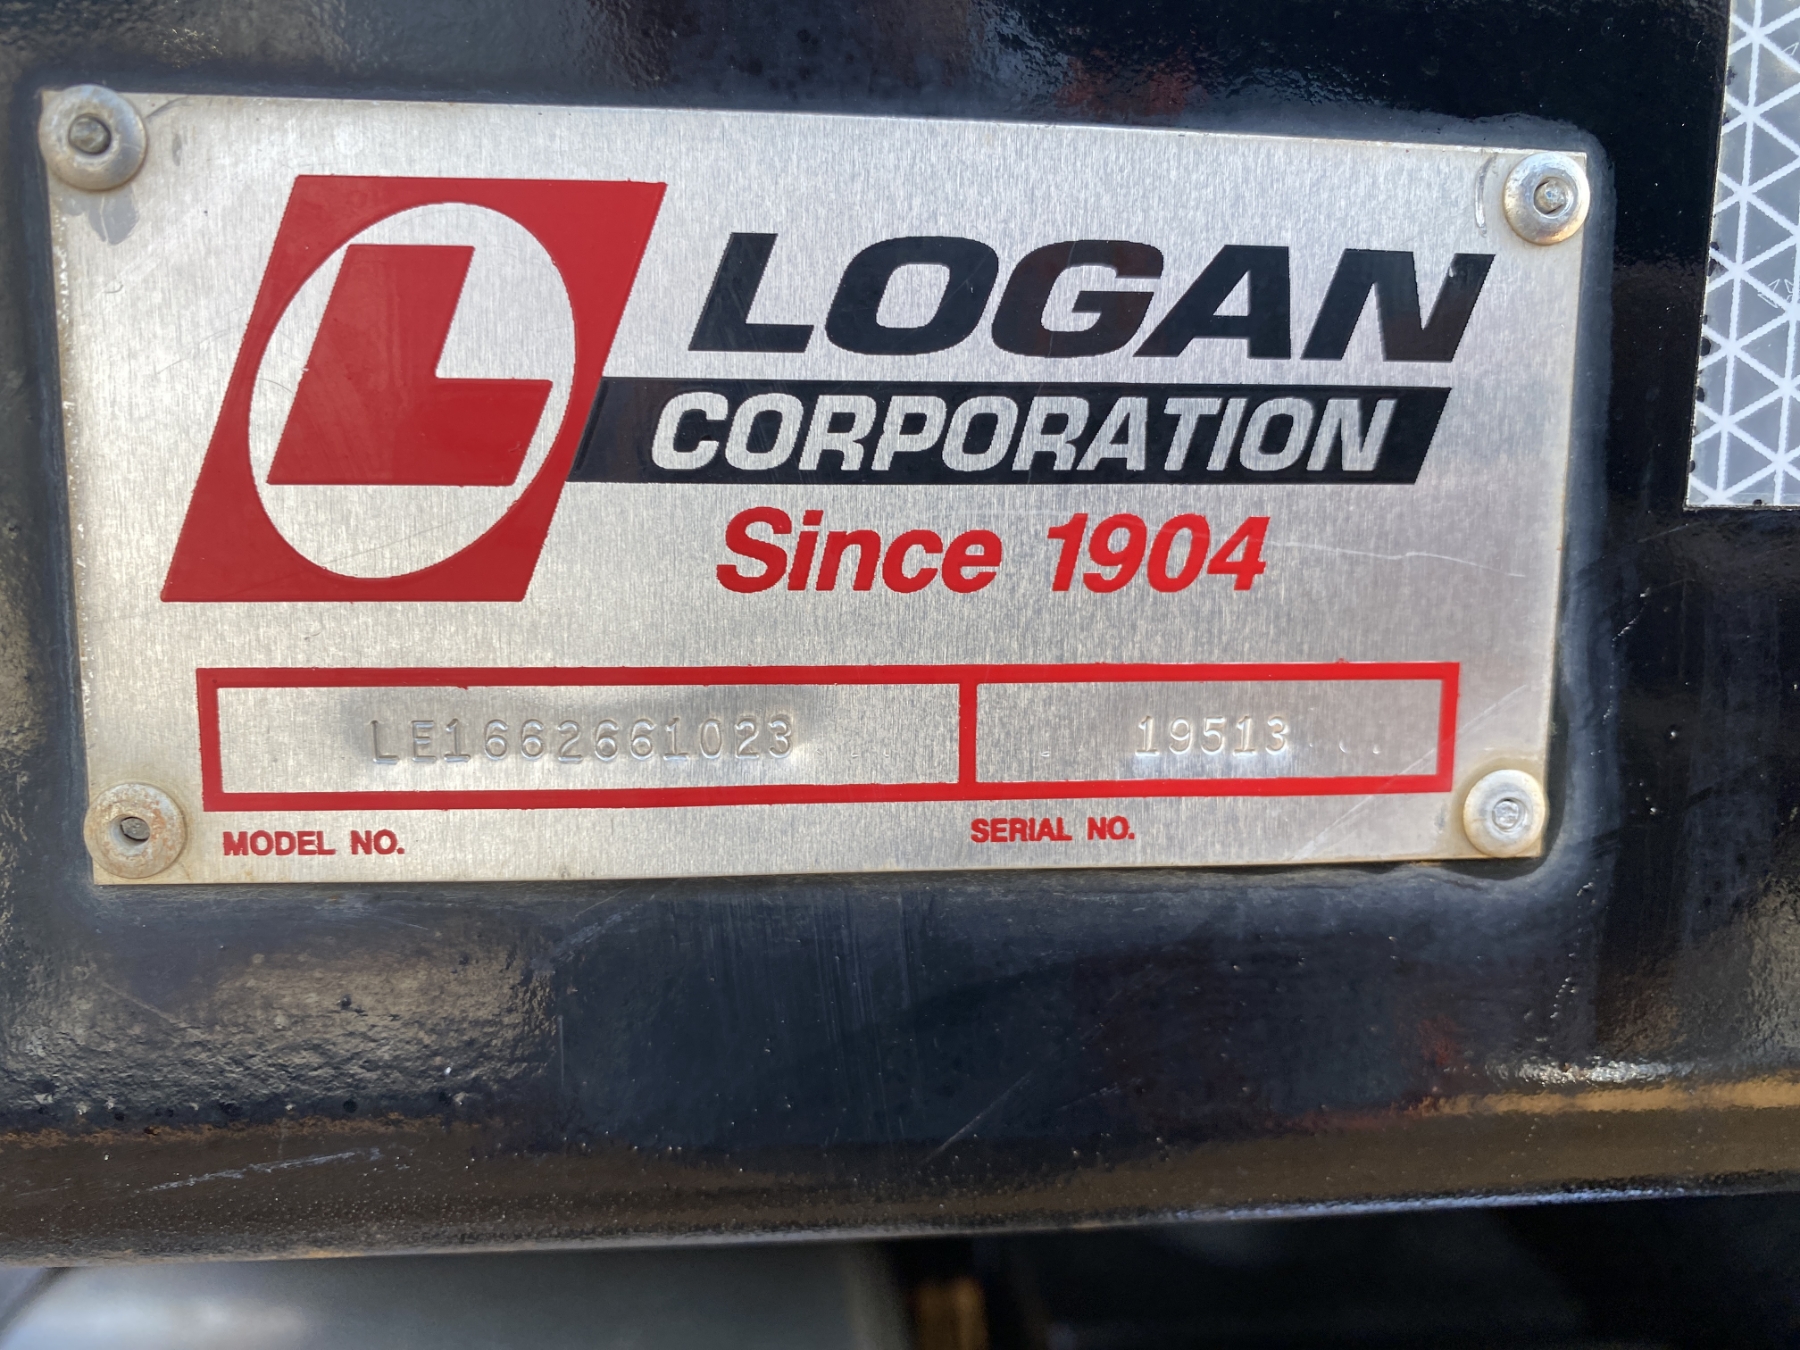 L
LOGAN
CORPORATION
Since 1904
LE1662661023 19513
MODEL NO. SERIAL NO.